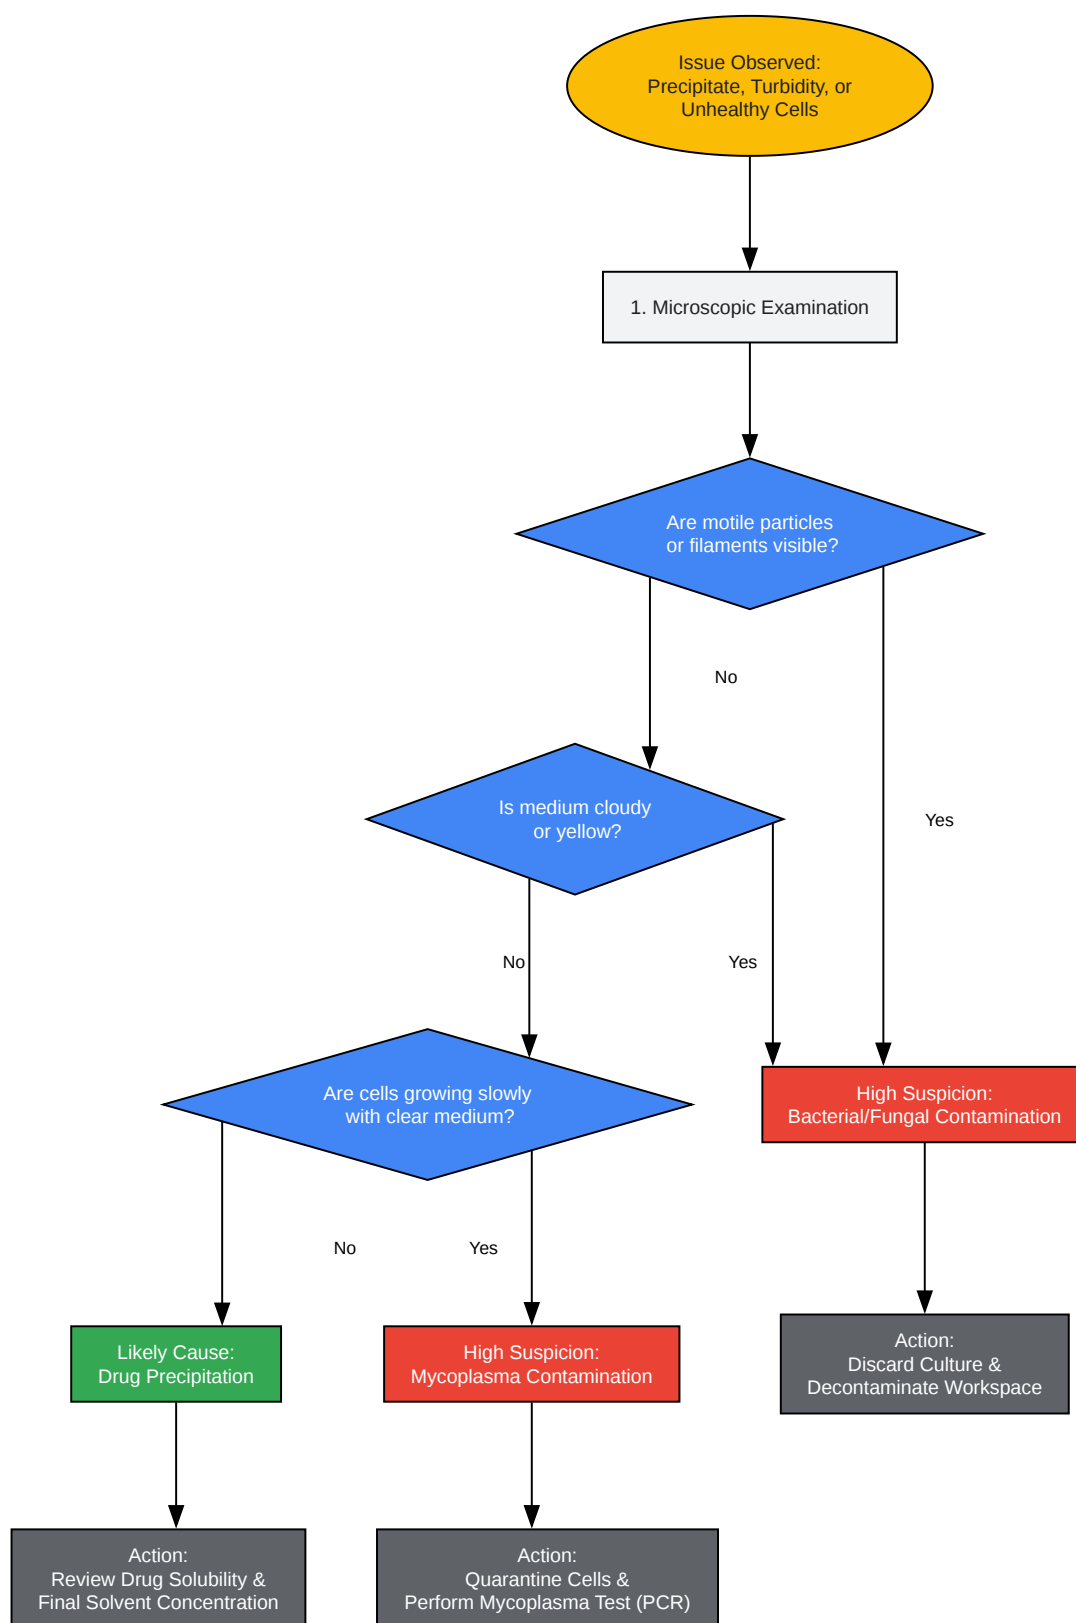 Issue Observed:
Precipitate, Turbidity, or
Unhealthy Cells
1. Microscopic Examination
Are motile particles
or filaments visible?
No
Is medium cloudy
or yellow?
Yes
No
Yes
Are cells growing slowly
with clear medium?
High Suspicion:
Bacterial/Fungal Contamination
No
Yes
Likely Cause:
Drug Precipitation
High Suspicion:
Mycoplasma Contamination
Action:
Discard Culture &
Decontaminate Workspace
Action:
Review Drug Solubility &
Final Solvent Concentration
Action:
Quarantine Cells &
Perform Mycoplasma Test (PCR)